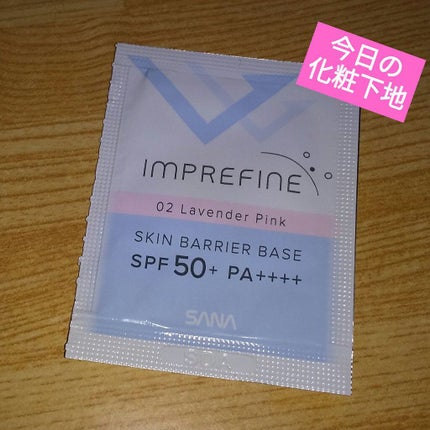 今日の
化粧下地
IMPREFINE
02 Lavender Pink
SKIN BARRIER BASE
SPF 50+ PA++++
SANA